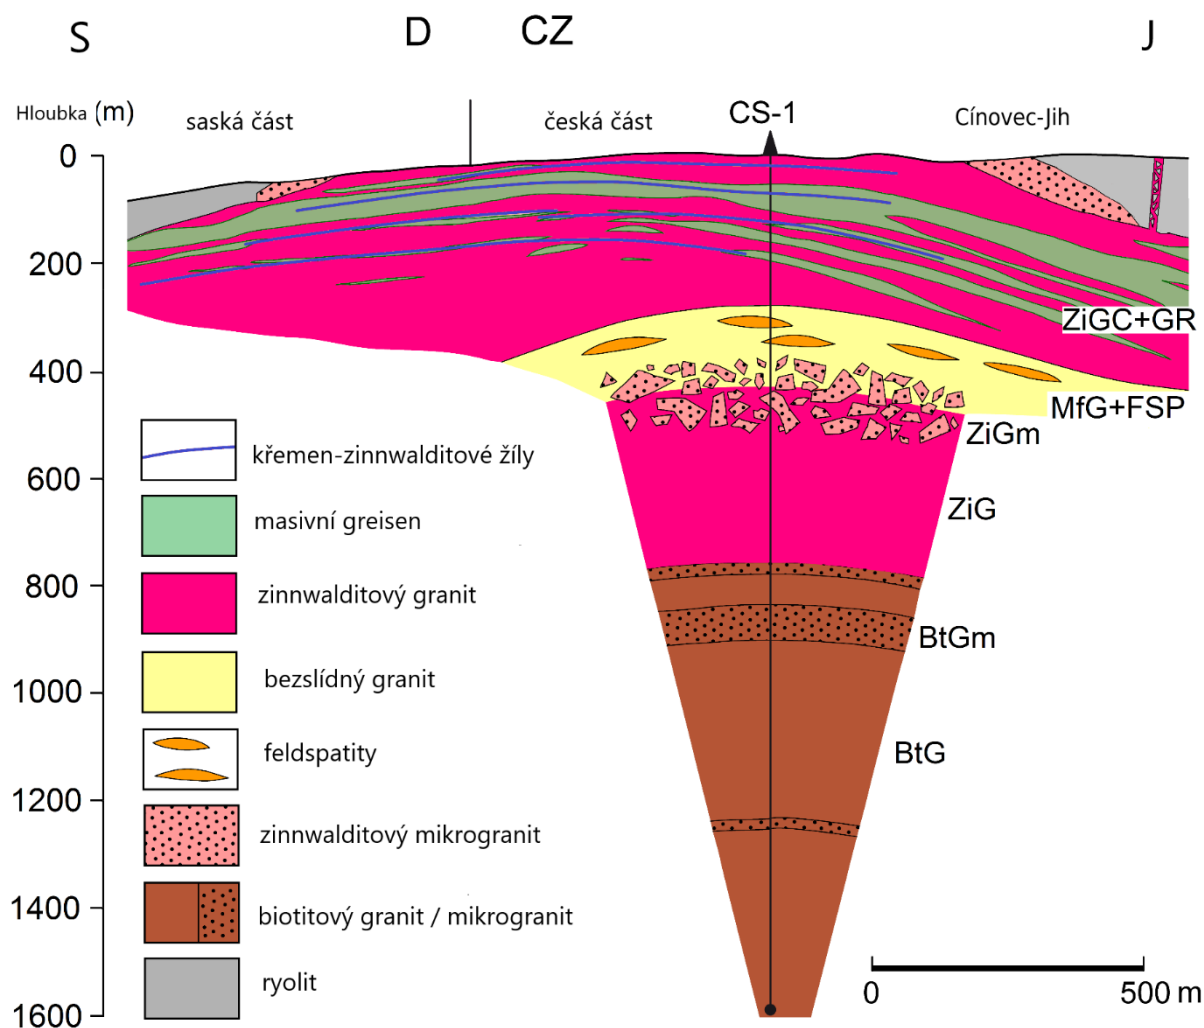 S D CZ J
Hloubka (m)
saská část
česká část
CS-1
Cínovec-Jih
0
200
400
600
800
1000
1200
1400
1600
ZiGC+GR
MfG+FSP
ZiGm
ZiG
BtGm
BtG
křemen-zinnwalditové žíly
masivní greisen
zinnwalditový granit
bezslídný granit
feldspatity
zinnwalditový mikrogranit
biotitový granit / mikrogranit
ryolit
0 500 m